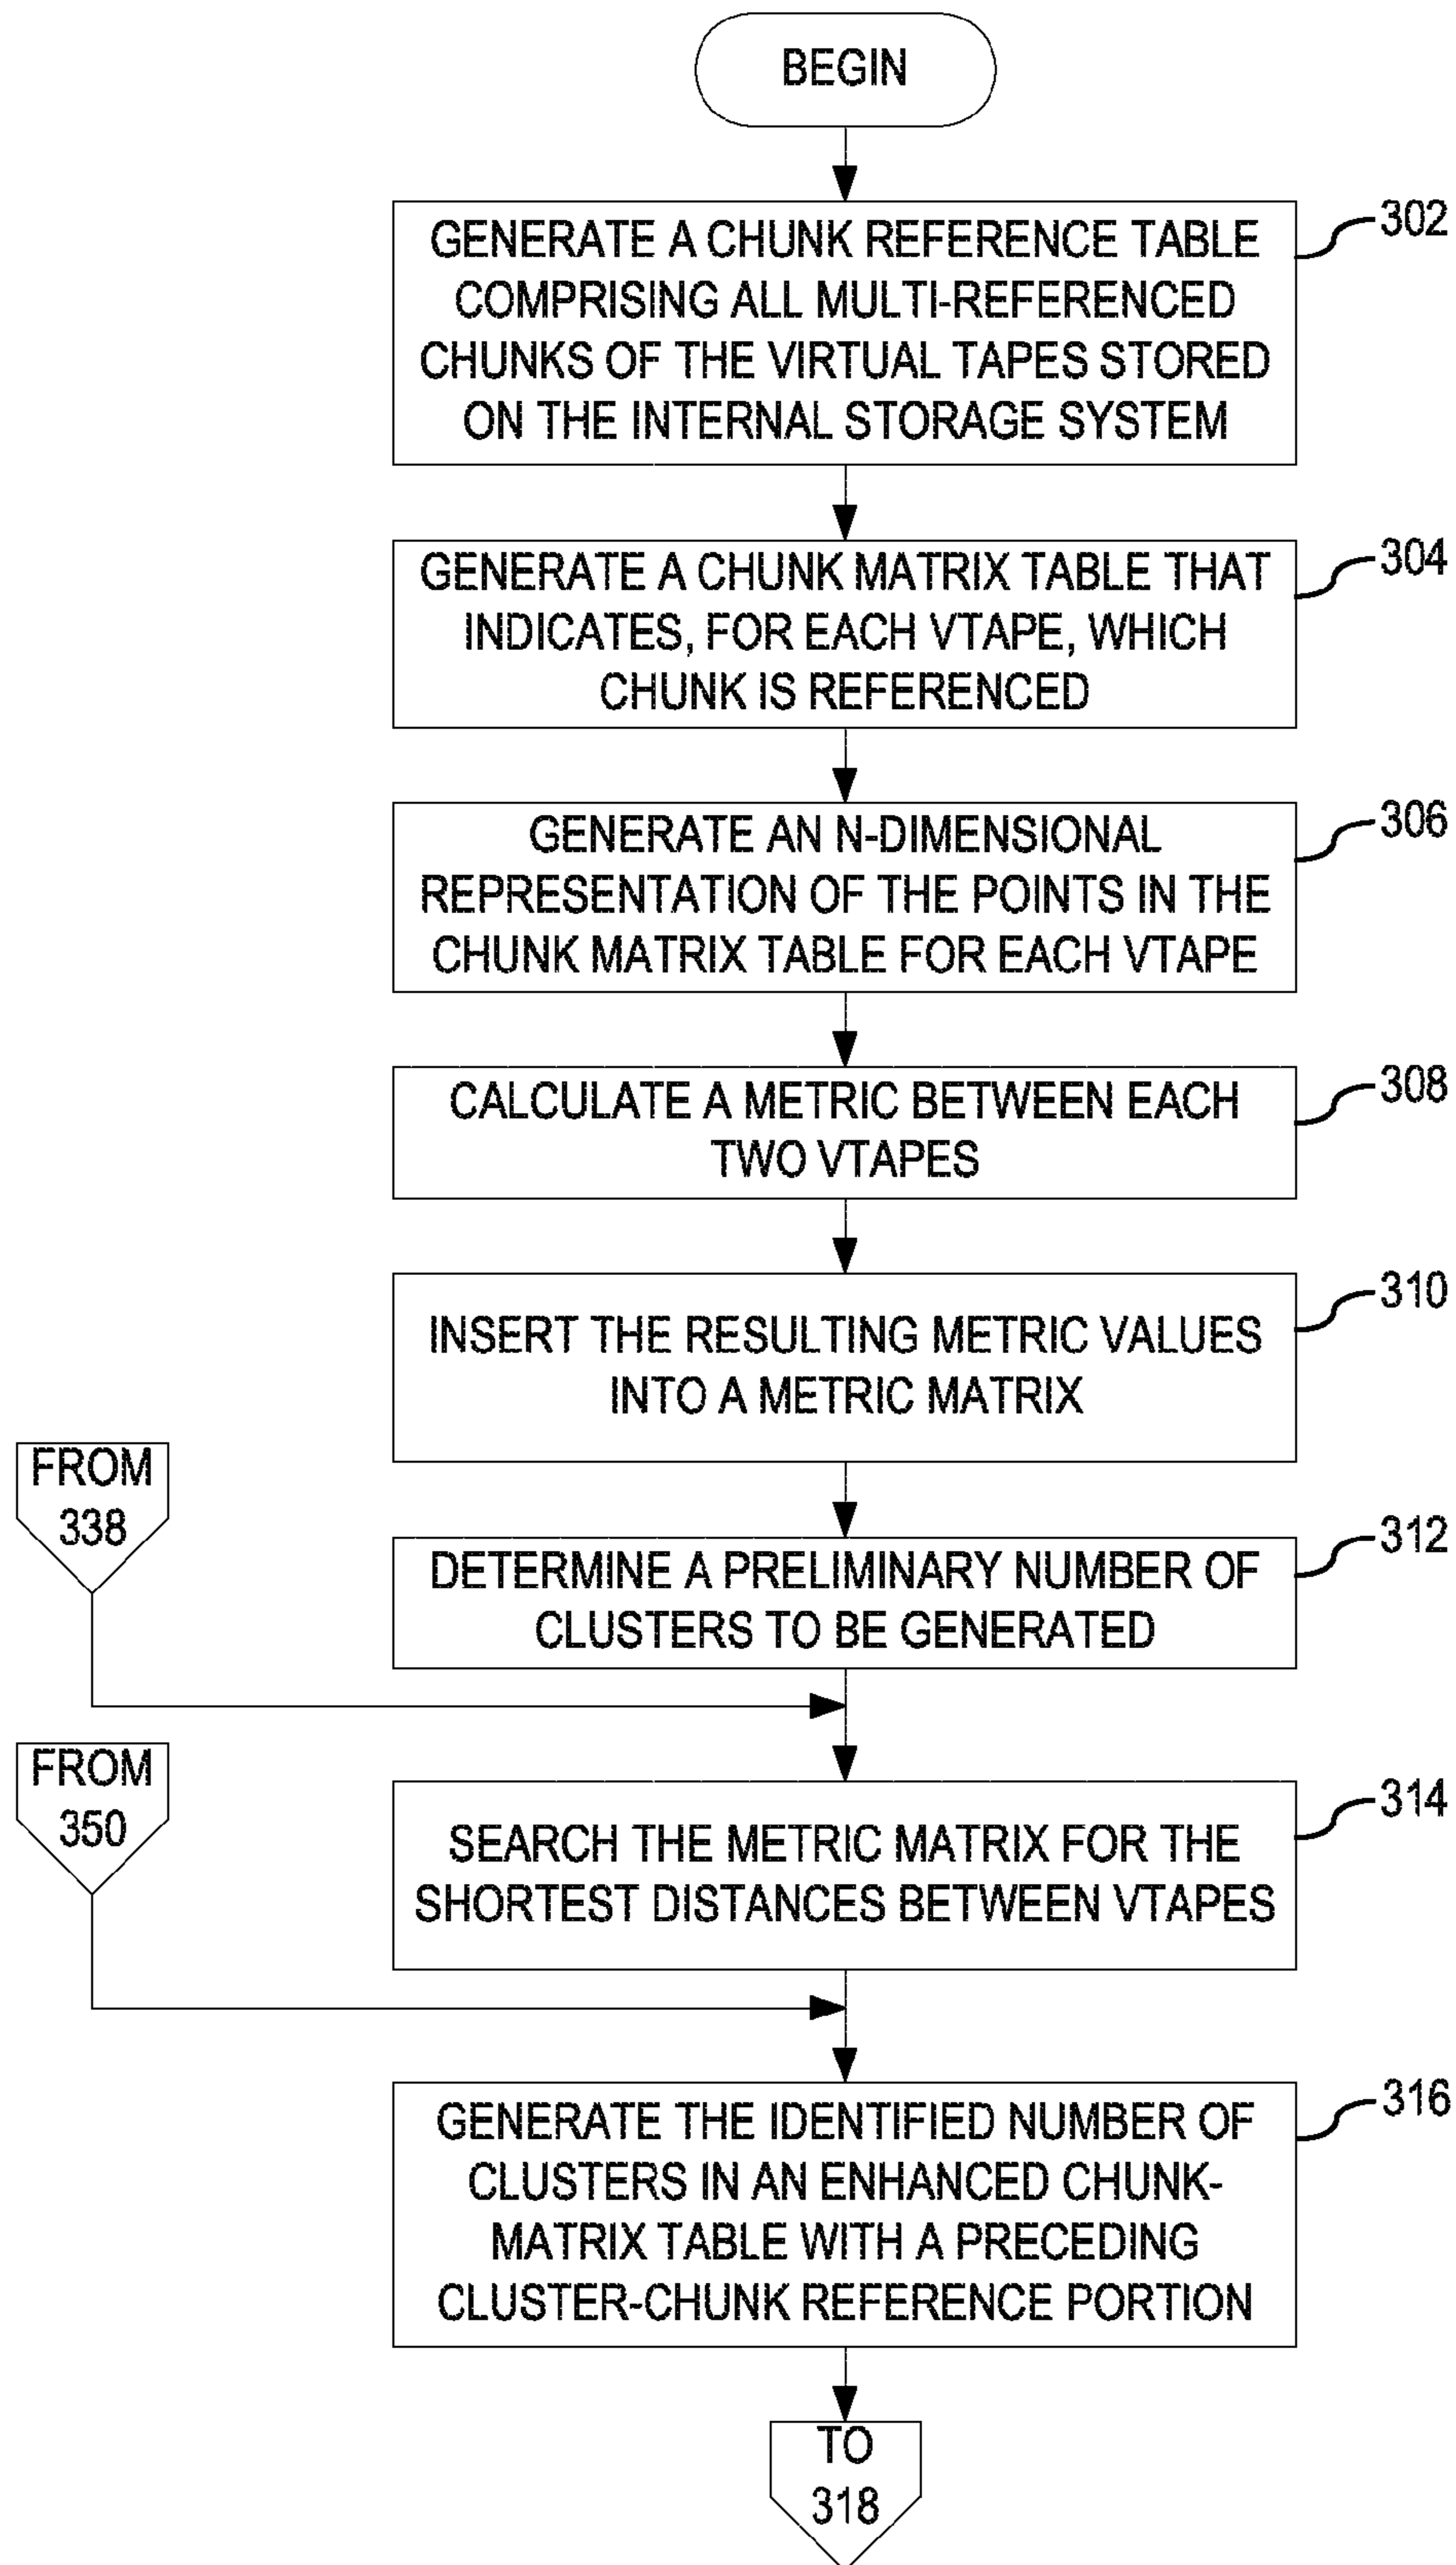 BEGIN
GENERATE A CHUNK REFERENCE TABLE
COMPRISING ALL MULTI-REFERENCED
CHUNKS OF THE VIRTUAL TAPES STORED
ON THE INTERNAL STORAGE SYSTEM
302
GENERATE A CHUNK MATRIX TABLE THAT
INDICATES, FOR EACH VTAPE, WHICH
CHUNK IS REFERENCED
304
GENERATE AN N-DIMENSIONAL
REPRESENTATION OF THE POINTS IN THE
CHUNK MATRIX TABLE FOR EACH VTAPE
306
CALCULATE A METRIC BETWEEN EACH
TWO VTAPES
308
INSERT THE RESULTING METRIC VALUES
INTO A METRIC MATRIX
310
FROM
338
DETERMINE A PRELIMINARY NUMBER OF
CLUSTERS TO BE GENERATED
312
FROM
350
SEARCH THE METRIC MATRIX FOR THE
SHORTEST DISTANCES BETWEEN VTAPES
314
GENERATE THE IDENTIFIED NUMBER OF
CLUSTERS IN AN ENHANCED CHUNK-
MATRIX TABLE WITH A PRECEDING
CLUSTER-CHUNK REFERENCE PORTION
316
TO
318